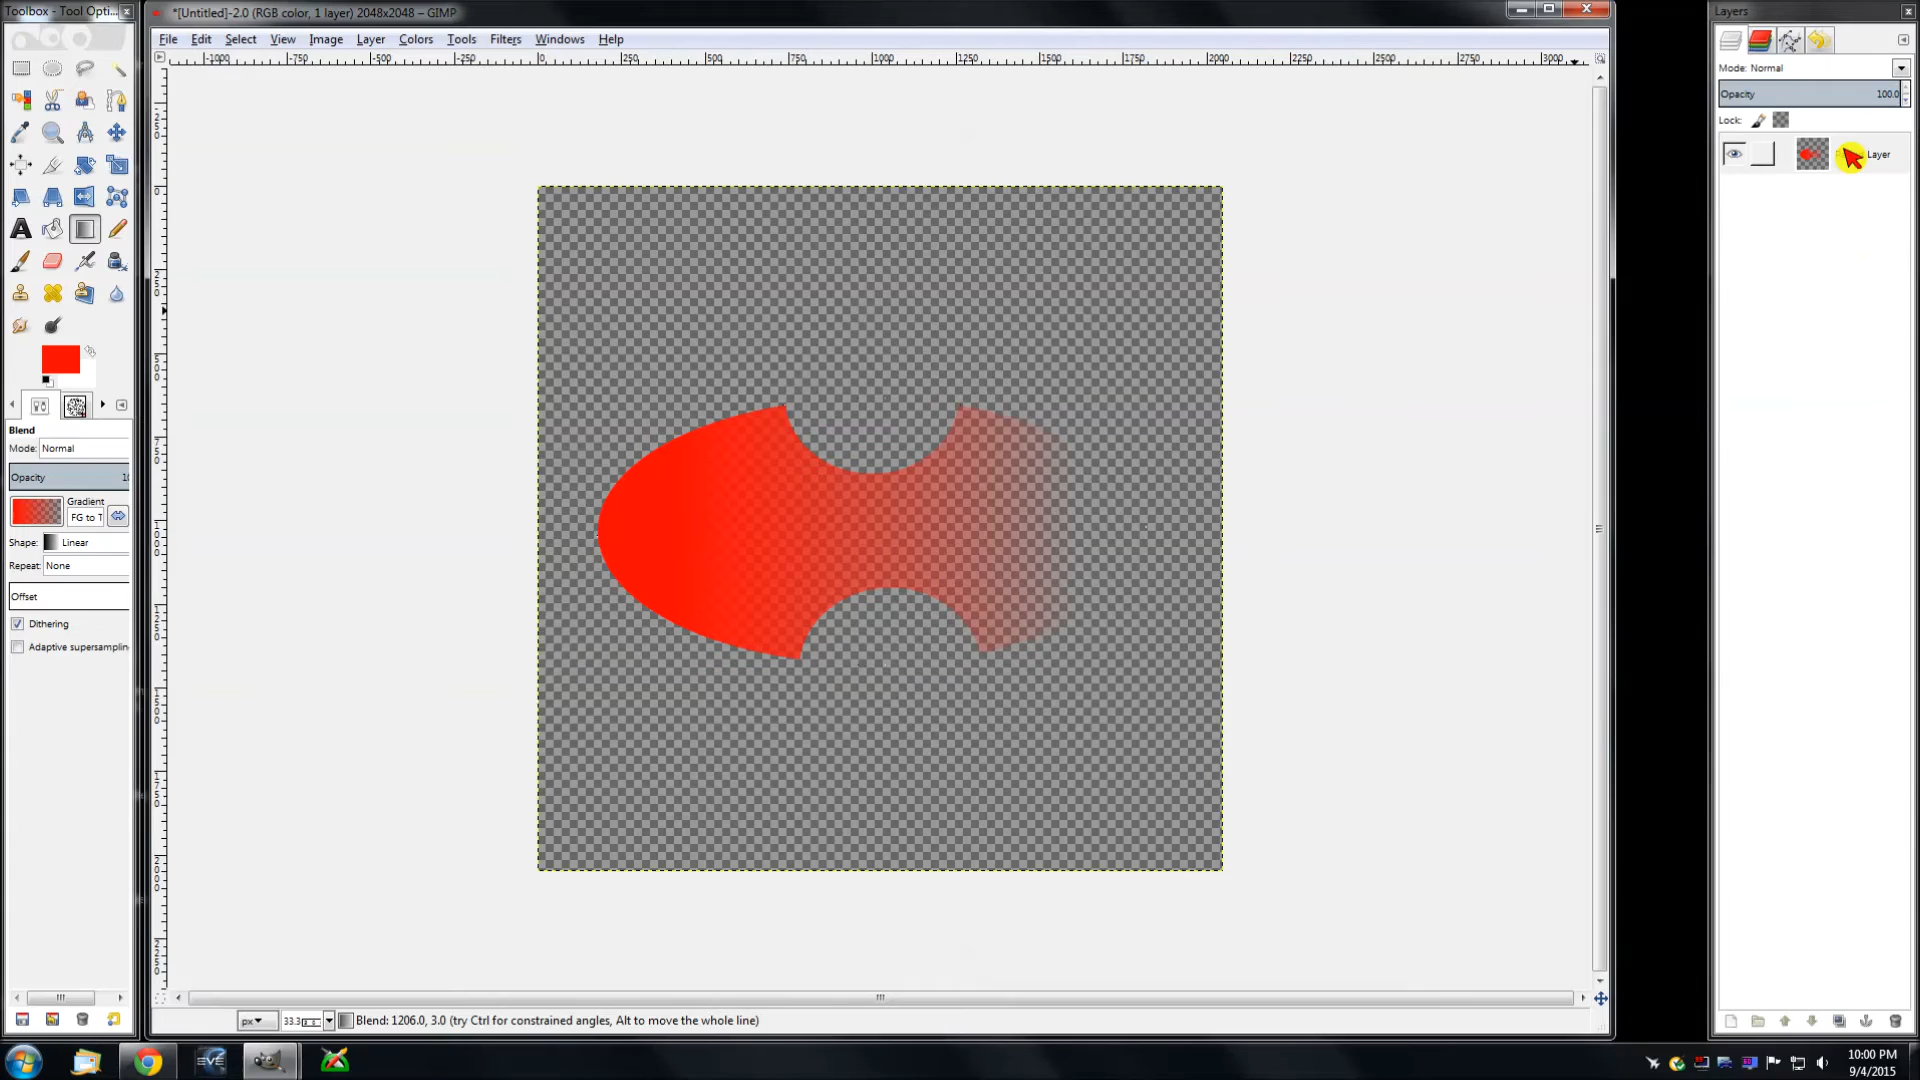 Toolbox - Tool Opti...
*[Untitled]-2.0 (RGB color, 1 layer) 2048x2048 – GIMP
Layers
File Edit Select View Image Layer Colors Tools Filters Windows Help
-1000 -750 -500 -250 0 250 500 750 1000 1250 1500 1750 2000 2250 2500 2750 3000
Mode: Normal
Opacity 100.0
Lock:
Layer
Blend
Mode: Normal
Opacity 10
Gradient
FG to T
Shape: Linear
Repeat: None
Offset
Dithering
Adaptive supersamplin
px 33.3 Blend: 1206.0, 3.0 (try Ctrl for constrained angles, Alt to move the whole line)
EVE
10:00 PM
9/4/2015